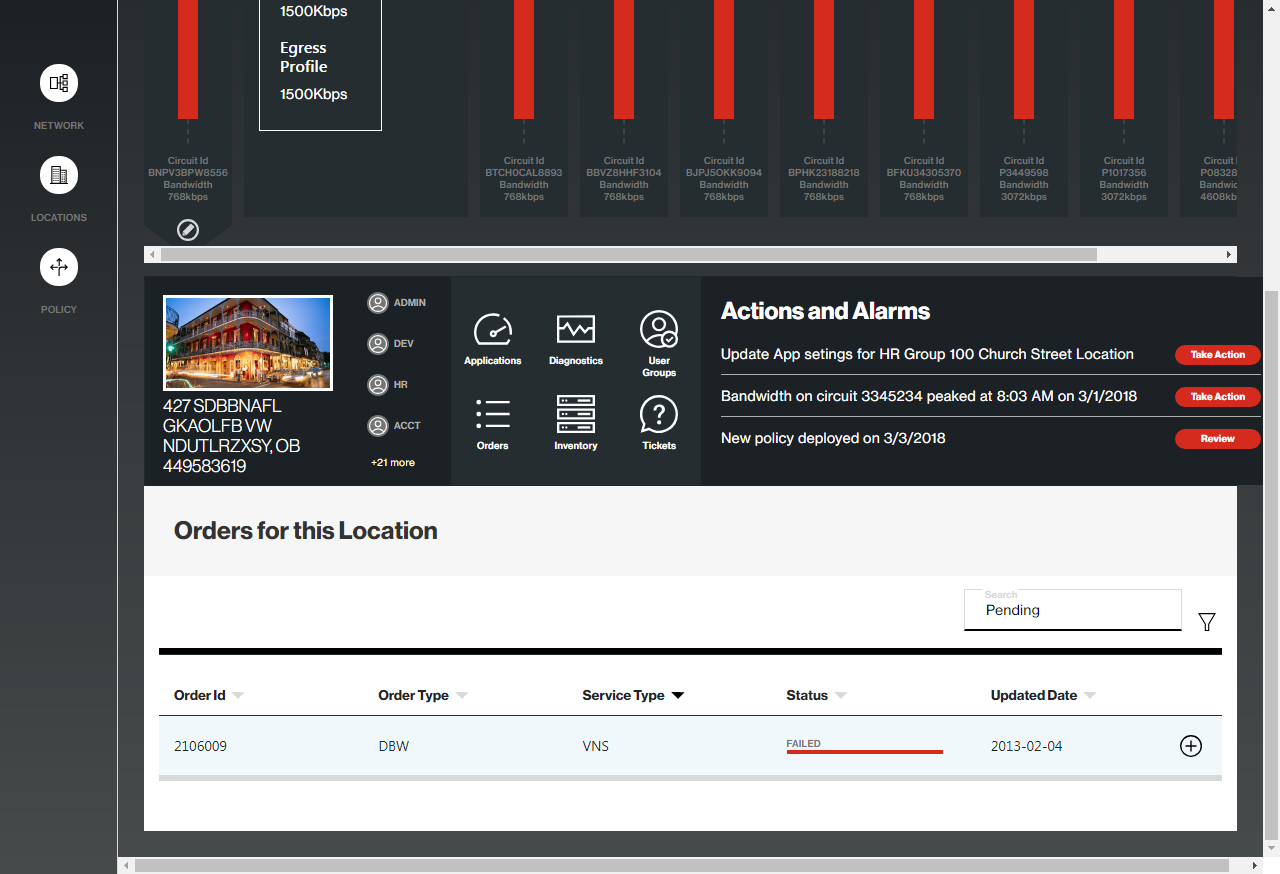 NETWORK
LOCATIONS
POLICY
1500Kbps
Egress
Profile
1500Kbps
Circuit Id
BNPV3BPW8556
Bandwidth
768kbps
Circuit Id
BTCH0CAL8893
Bandwidth
768kbps
Circuit Id
BBVZ8HHF3104
Bandwidth
768kbps
Circuit Id
BJPJ5OKK9094
Bandwidth
768kbps
Circuit Id
BPHK23188218
Bandwidth
768kbps
Circuit Id
BFKU34305370
Bandwidth
768kbps
Circuit Id
P3449598
Bandwidth
3072kbps
Circuit Id
P1017356
Bandwidth
3072kbps
Circuit
P08328
Bandwid
4608kb
427 SDBBNAFL
GKAOLFB VW
NDUTLRZXSY, OB
449583619
ADMIN
DEV
HR
ACCT
+21 more
Applications
Diagnostics
User
Groups
Orders
Inventory
Tickets
Actions and Alarms
Update App setings for HR Group 100 Church Street Location
Take Action
Bandwidth on circuit 3345234 peaked at 8:03 AM on 3/1/2018
Take Action
New policy deployed on 3/3/2018
Review
Orders for this Location
Search
Pending
Order Id Order Type Service Type Status Updated Date
2106009 DBW VNS FAILED 2013-02-04